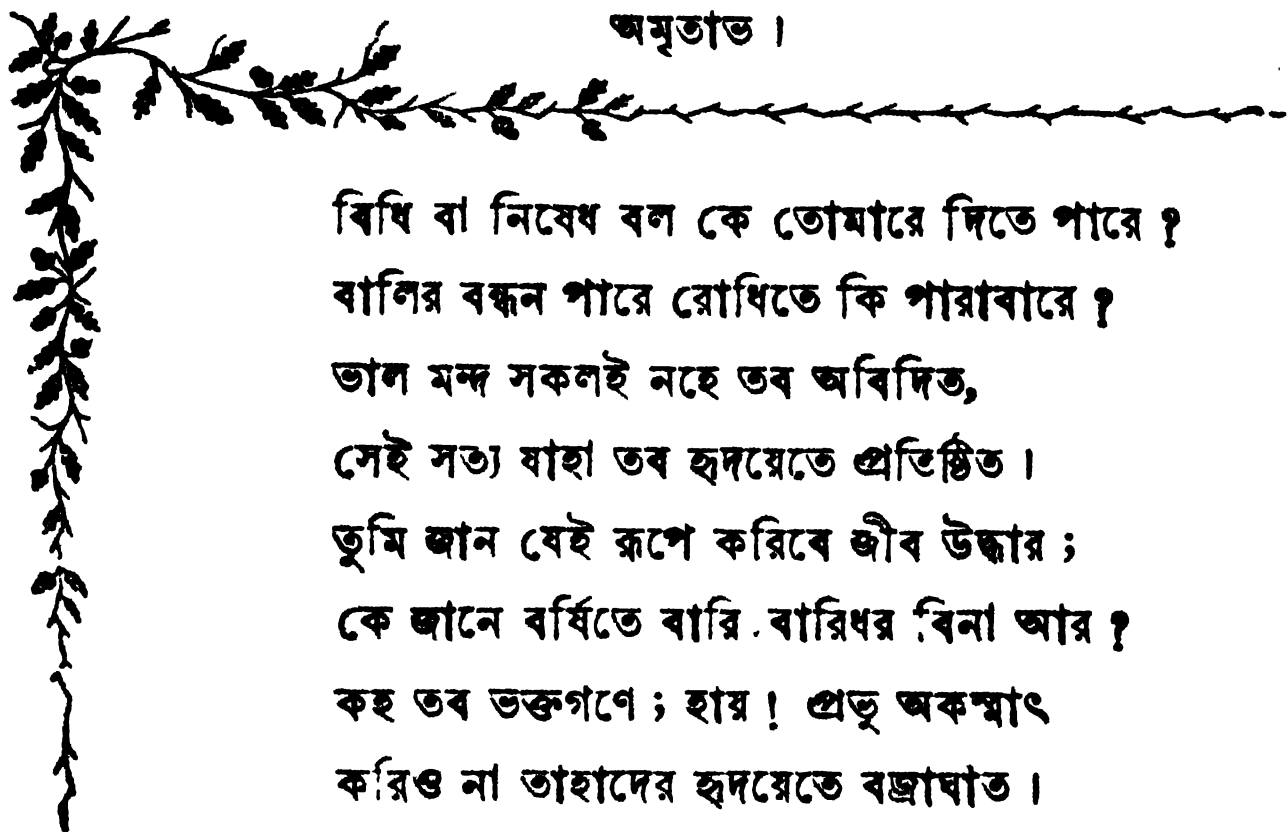 অমৃতাভ।
বিধি বা নিষেধ বল কে তোমারে দিতে পারে ?
বালির বন্ধন পারে রোধিতে কি পারাবারে ?
ভাল মন্দ সকলই নহে তব অবিদিত,
সেই সত্য যাহা তব হৃদয়েতে প্রতিষ্ঠিত।
তুমি জান যেই রূপে করিবে জীব উদ্ধার ;
কে জানে বর্ষিতে বারি বারিধর বিনা আর ?
কহ তব ভক্তগণে ; হায় ! প্রভু অকস্মাৎ
করিও না তাহাদের হৃদয়েতে বজ্রাঘাত।